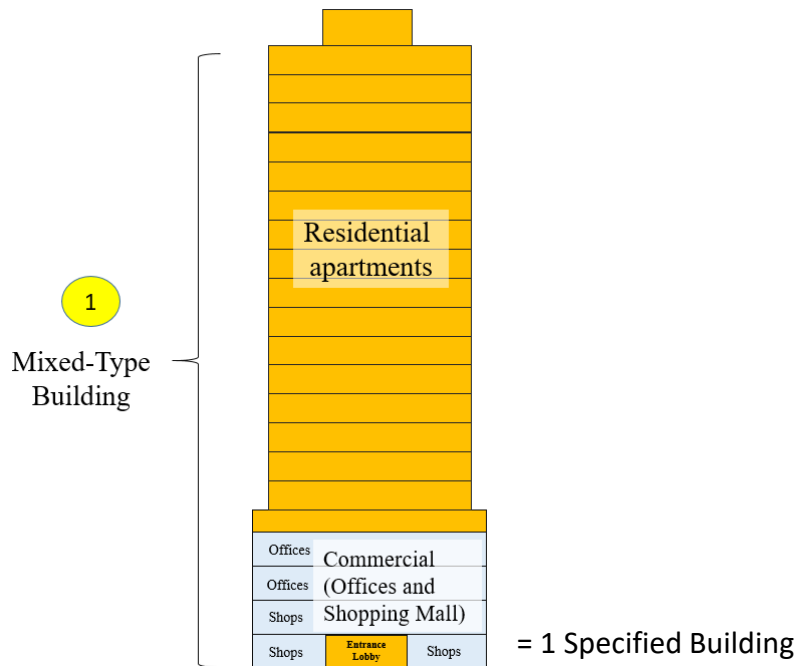 Residential
apartments
1
Mixed-Type
Building
Offices
Offices
Shops
Commercial
(Offices and
Shopping Mall)
Shops
Entrance
Lobby
Shops
= 1 Specified Building